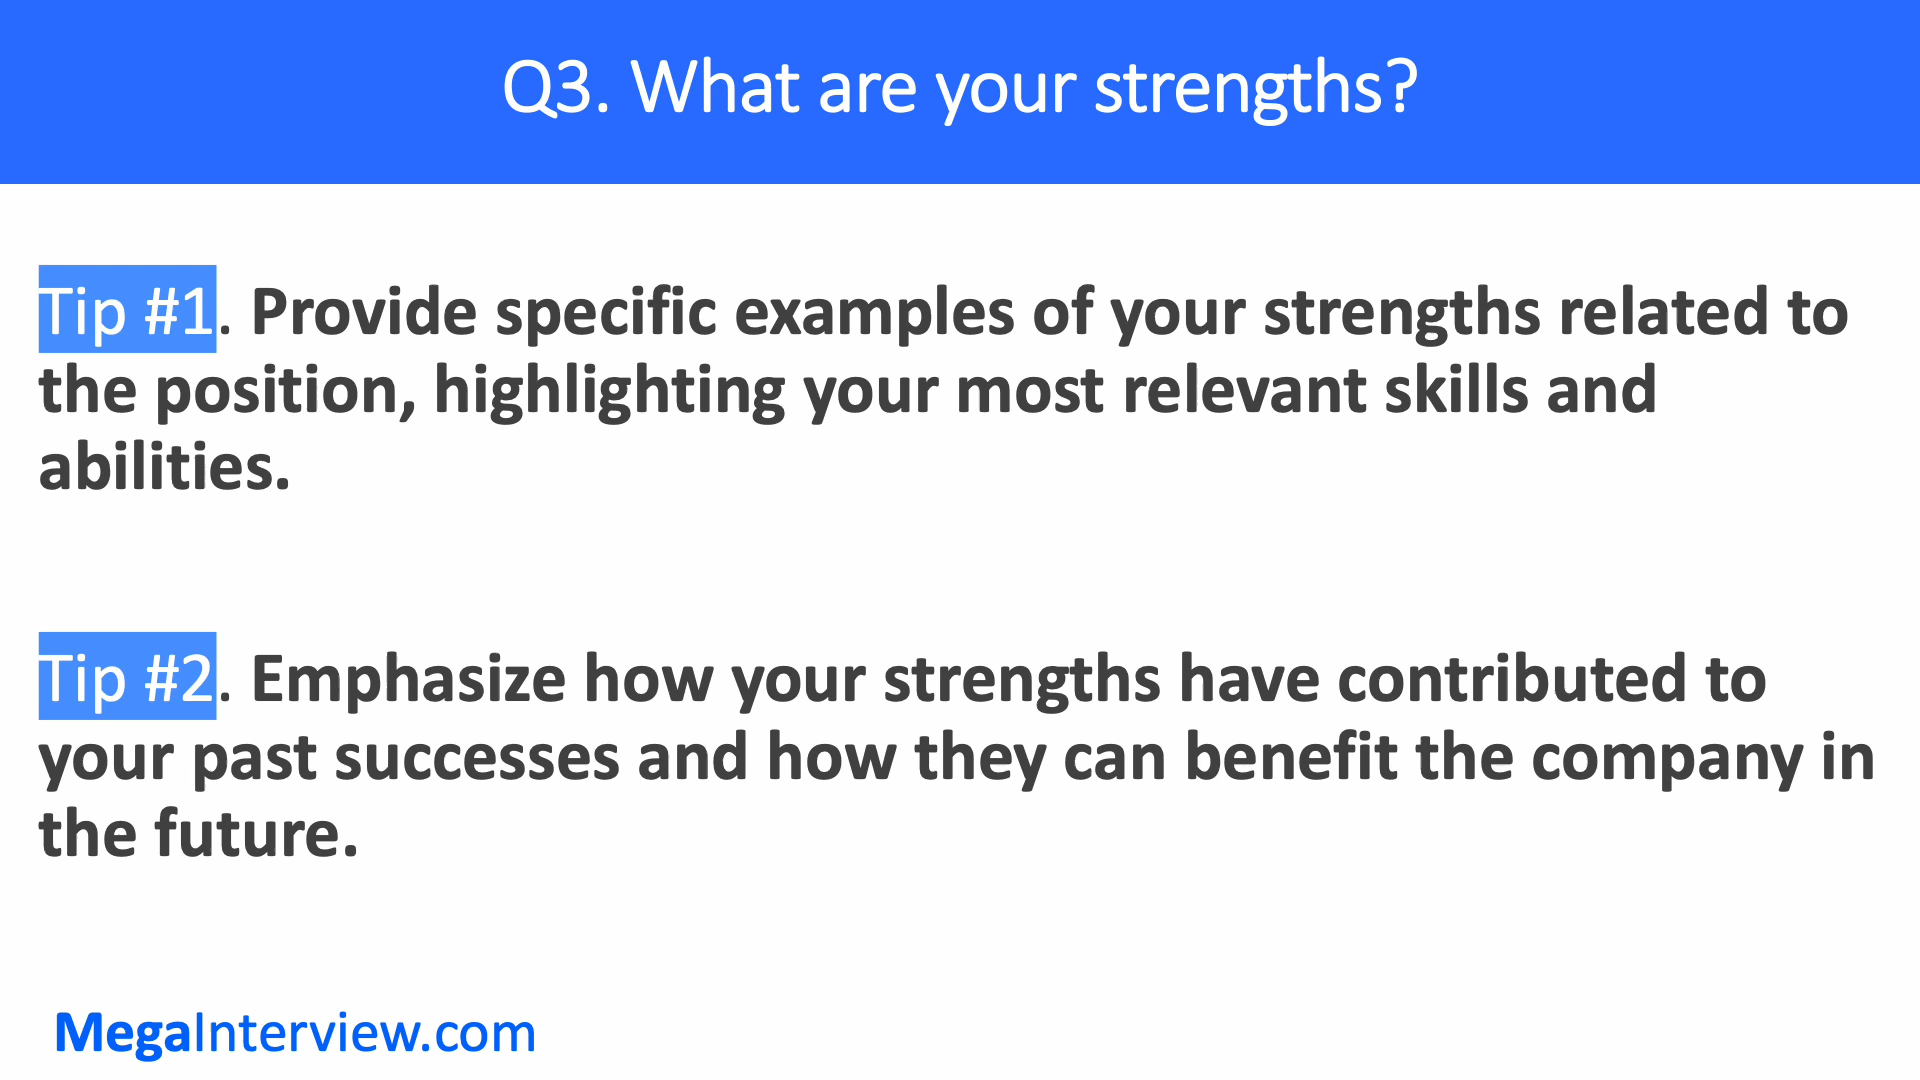 Q3. What are your strengths?
Tip #1. Provide specific examples of your strengths related to
the position, highlighting your most relevant skills and
abilities.
Tip #2. Emphasize how your strengths have contributed to
your past successes and how they can benefit the company in
the future.
MegaInterview.com